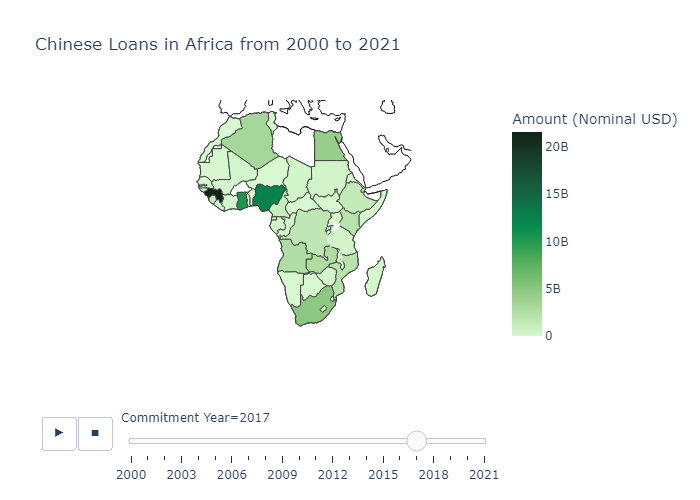 Chinese Loans in Africa from 2000 to 2021
Amount (Nominal USD)
20B
15B
10B
5B
0
Commitment Year=2017
2000 2003 2006 2009 2012 2015 2018 2021